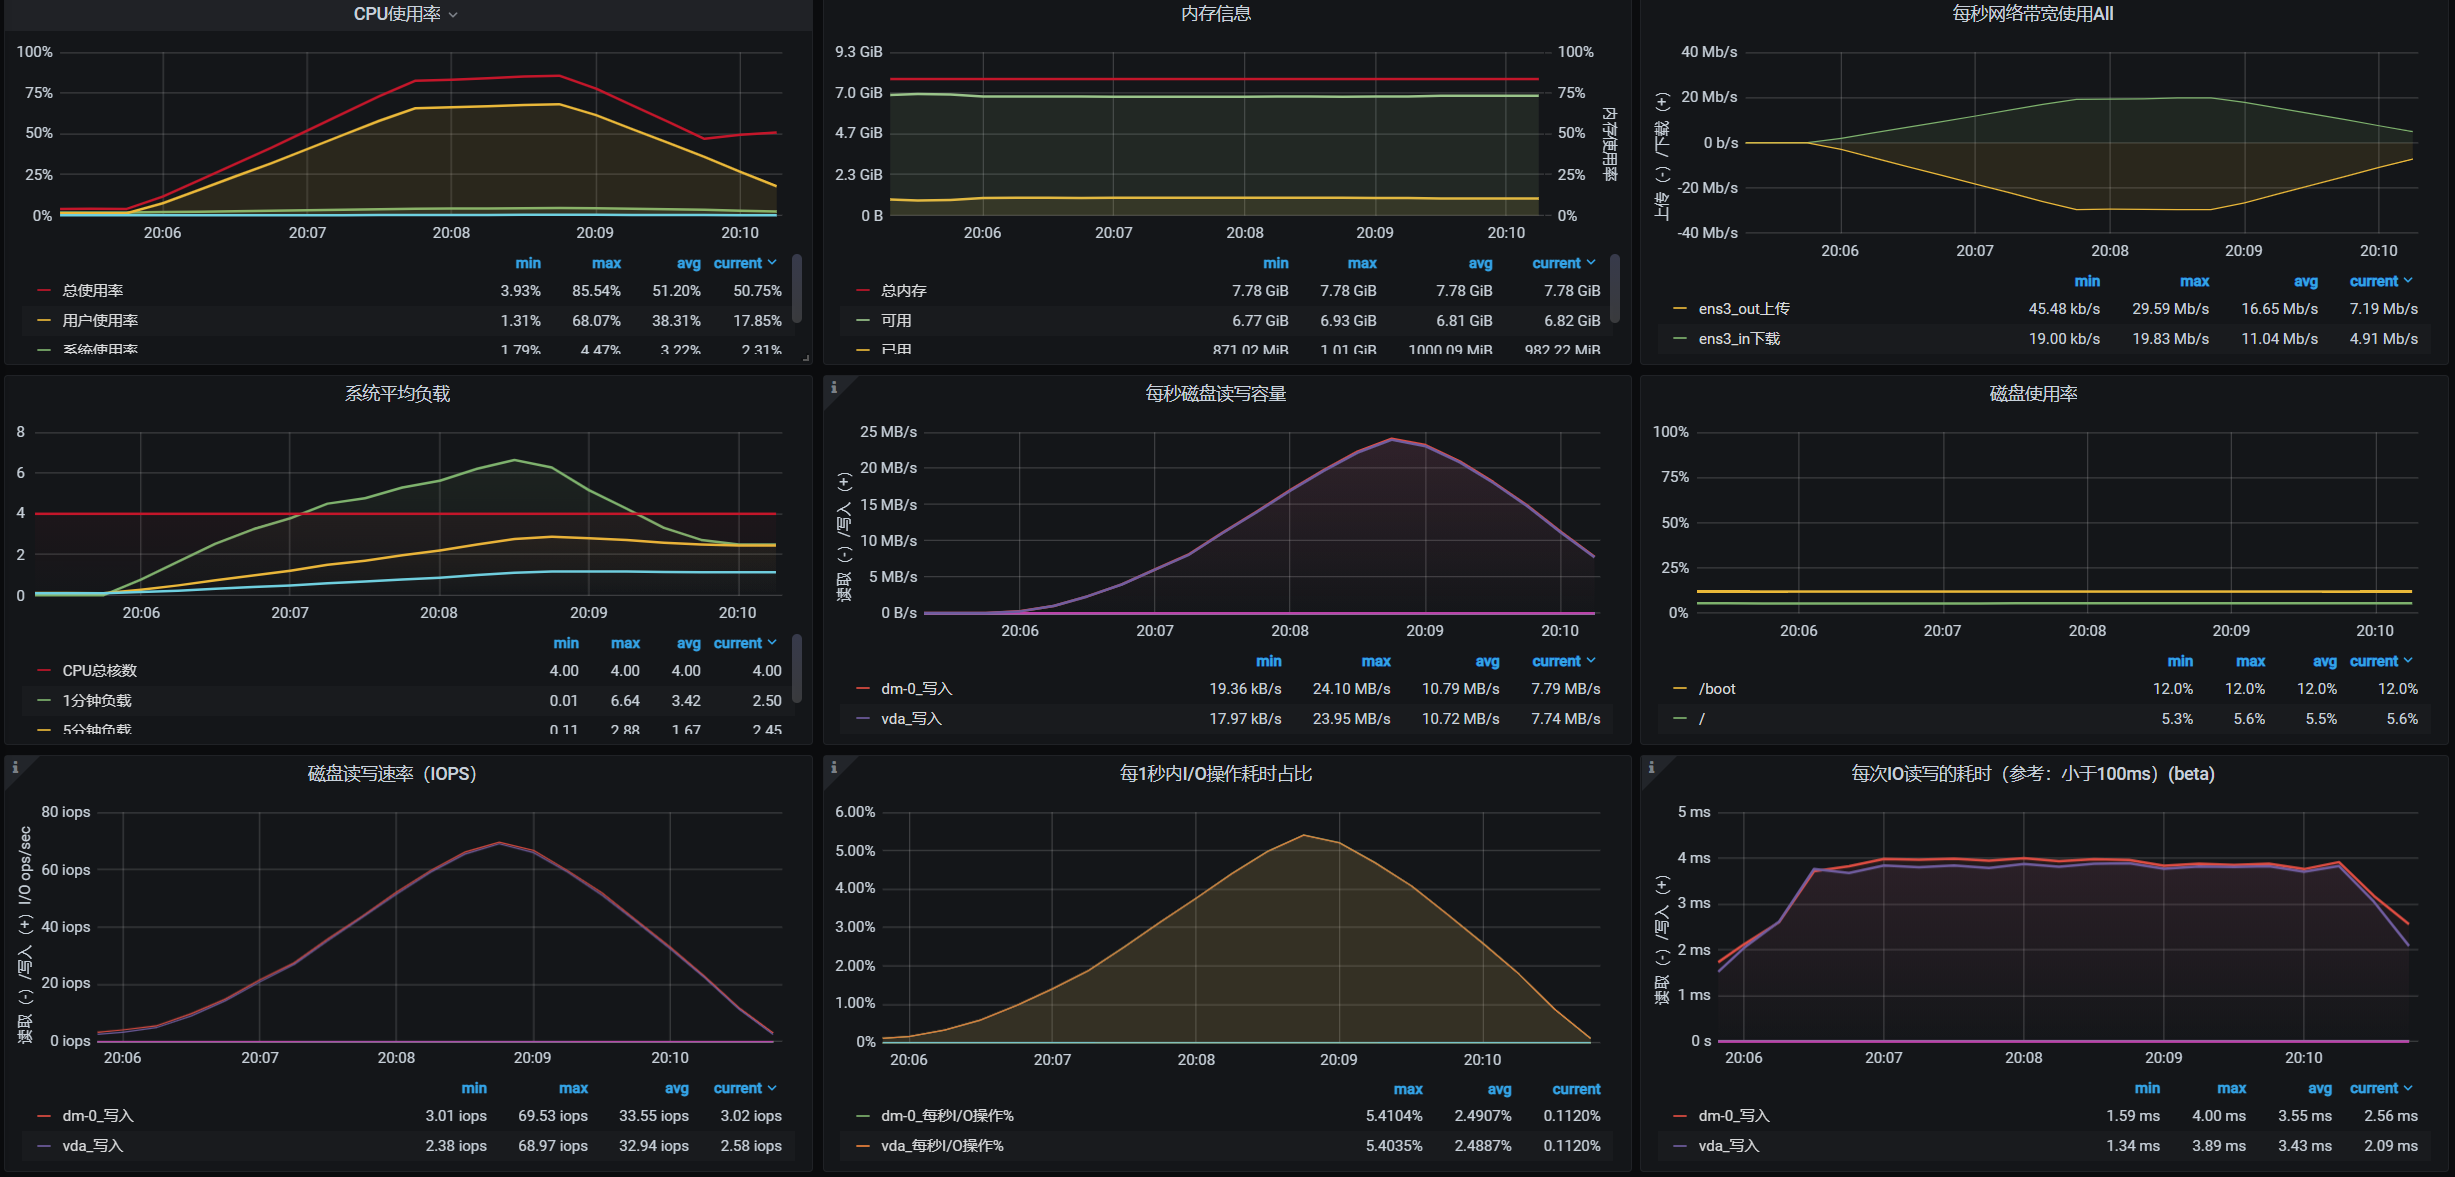 CPU使用率
100%
75%
50%
25%
0%
20:06 20:07 20:08 20:09 20:10
min max avg current
总使用率 3.93% 85.54% 51.20% 50.75%
用户使用率 1.31% 68.07% 38.31% 17.85%
系统使用率 1.79% 4.47% 3.22% 2.31%
内存信息
9.3 GiB 100%
7.0 GiB 75%
4.7 GiB 50%
2.3 GiB 25%
0 B 0%
内存使用率
20:06 20:07 20:08 20:09 20:10
min max avg current
总内存 7.78 GiB 7.78 GiB 7.78 GiB 7.78 GiB
可用 6.77 GiB 6.93 GiB 6.81 GiB 6.82 GiB
已用 871.02 MiB 1.01 GiB 1000.09 MiB 982.22 MiB
每秒网络带宽使用All
上传（-）/下载（+）
40 Mb/s
20 Mb/s
0 b/s
-20 Mb/s
-40 Mb/s
20:06 20:07 20:08 20:09 20:10
min max avg current
ens3_out上传 45.48 kb/s 29.59 Mb/s 16.65 Mb/s 7.19 Mb/s
ens3_in下载 19.00 kb/s 19.83 Mb/s 11.04 Mb/s 4.91 Mb/s
系统平均负载
8
6
4
2
0
20:06 20:07 20:08 20:09 20:10
min max avg current
CPU总核数 4.00 4.00 4.00 4.00
1分钟负载 0.01 6.64 3.42 2.50
5分钟负载 0.11 2.88 1.67 2.45
每秒磁盘读写容量
读取（-）/写入（+）
25 MB/s
20 MB/s
15 MB/s
10 MB/s
5 MB/s
0 B/s
20:06 20:07 20:08 20:09 20:10
min max avg current
dm-0_写入 19.36 kB/s 24.10 MB/s 10.79 MB/s 7.79 MB/s
vda_写入 17.97 kB/s 23.95 MB/s 10.72 MB/s 7.74 MB/s
磁盘使用率
100%
75%
50%
25%
0%
20:06 20:07 20:08 20:09 20:10
min max avg current
/boot 12.0% 12.0% 12.0% 12.0%
/ 5.3% 5.6% 5.5% 5.6%
磁盘读写速率（IOPS）
读取（-）/写入（+）I/O ops/sec
80 iops
60 iops
40 iops
20 iops
0 iops
20:06 20:07 20:08 20:09 20:10
min max avg current
dm-0_写入 3.01 iops 69.53 iops 33.55 iops 3.02 iops
vda_写入 2.38 iops 68.97 iops 32.94 iops 2.58 iops
每1秒内I/O操作耗时占比
6.00%
5.00%
4.00%
3.00%
2.00%
1.00%
0%
20:06 20:07 20:08 20:09 20:10
max avg current
dm-0_每秒I/O操作% 5.4104% 2.4907% 0.1120%
vda_每秒I/O操作% 5.4035% 2.4887% 0.1120%
每次IO读写的耗时（参考：小于100ms）(beta)
读取（-）/写入（+）
5 ms
4 ms
3 ms
2 ms
1 ms
0 s
20:06 20:07 20:08 20:09 20:10
min max avg current
dm-0_写入 1.59 ms 4.00 ms 3.55 ms 2.56 ms
vda_写入 1.34 ms 3.89 ms 3.43 ms 2.09 ms